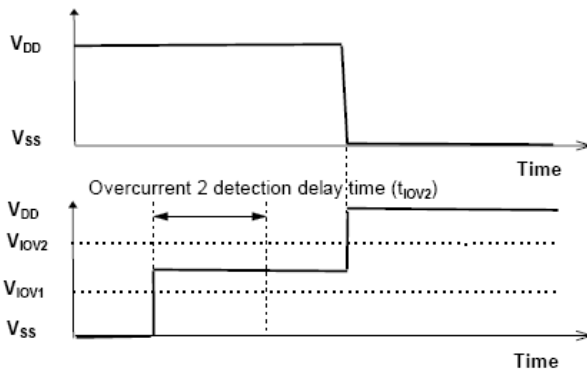 VDD
VSS
Time
Overcurrent 2 detection delay time (tIOV2)
VDD
VIOV2
VIOV1
VSS
Time